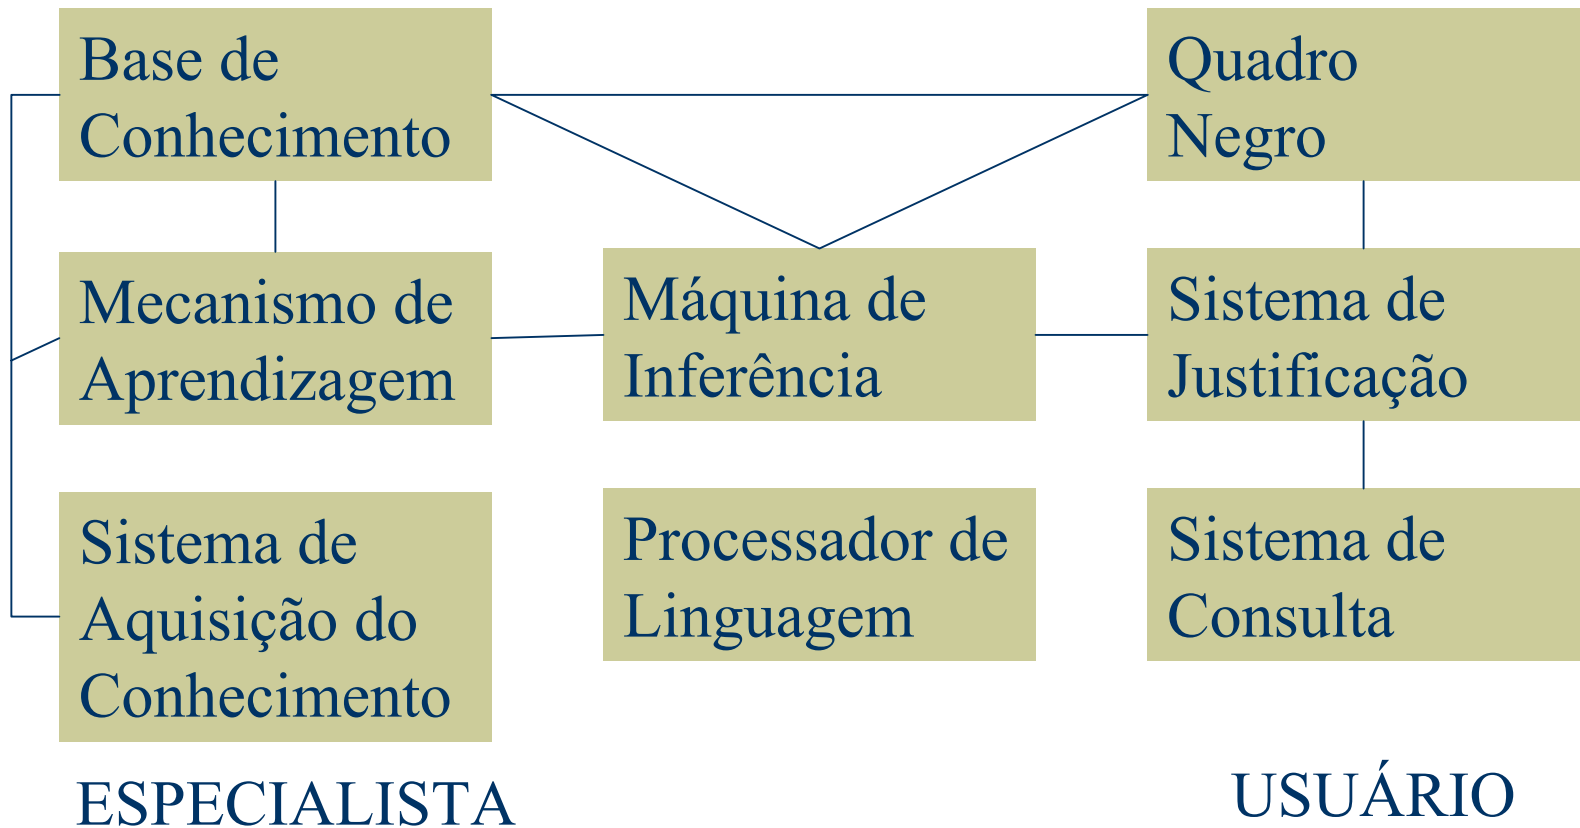 Base de
Conhecimento
Quadro
Negro
Mecanismo de
Aprendizagem
Máquina de
Inferência
Sistema de
Justificação
Sistema de
Aquisição do
Conhecimento
Processador de
Linguagem
Sistema de
Consulta
ESPECIALISTA
USUÁRIO